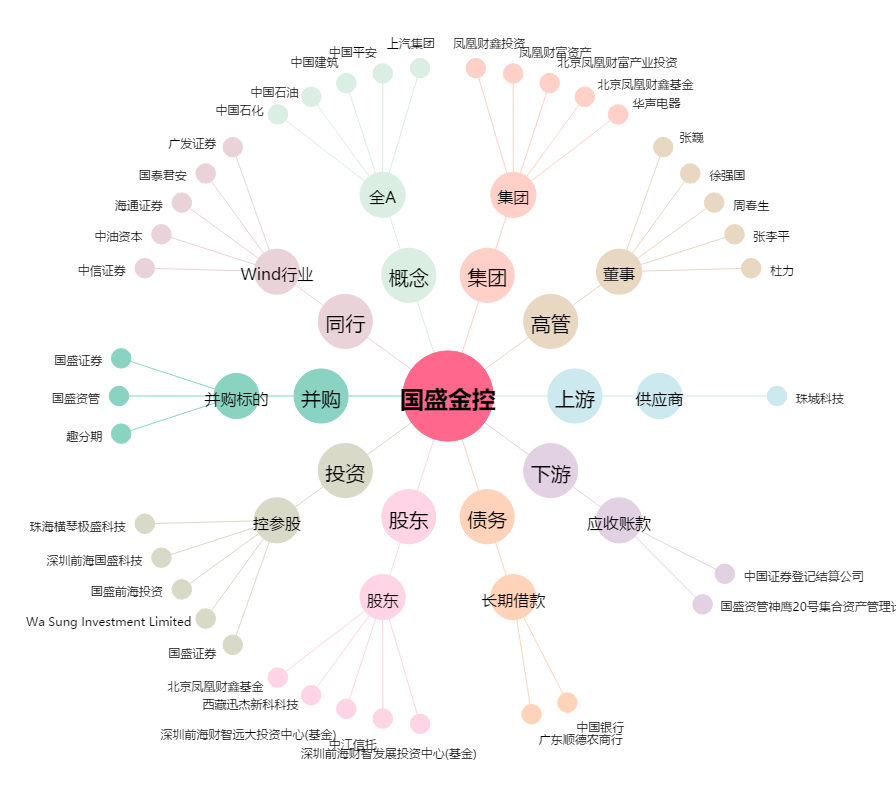 上汽集团
中国平安
中国建筑
中国石油
中国石化
凤凰财鑫投资
凤凰财富资产
北京凤凰财富产业投资
北京凤凰财鑫基金
华声电器
广发证券
国泰君安
海通证券
中油资本
中信证券
全A
集团
张巍
徐强国
周春生
张李平
杜力
Wind行业
概念
集团
董事
同行
高管
国盛证券
国盛资管
趣分期
并购标的
并购
国盛金控
上游
供应商
珠城科技
投资
下游
珠海横琴极盛科技
深圳前海国盛科技
国盛前海投资
Wa Sung Investment Limited
国盛证券
控参股
股东
债务
应收账款
中国证券登记结算公司
国盛资管神鹰20号集合资产管理
股东
长期借款
北京凤凰财鑫基金
西藏迅杰新科科技
深圳前海财智远大投资中心(基金)
中江信托
深圳前海财智发展投资中心(基金)
中国银行
广东顺德农商行